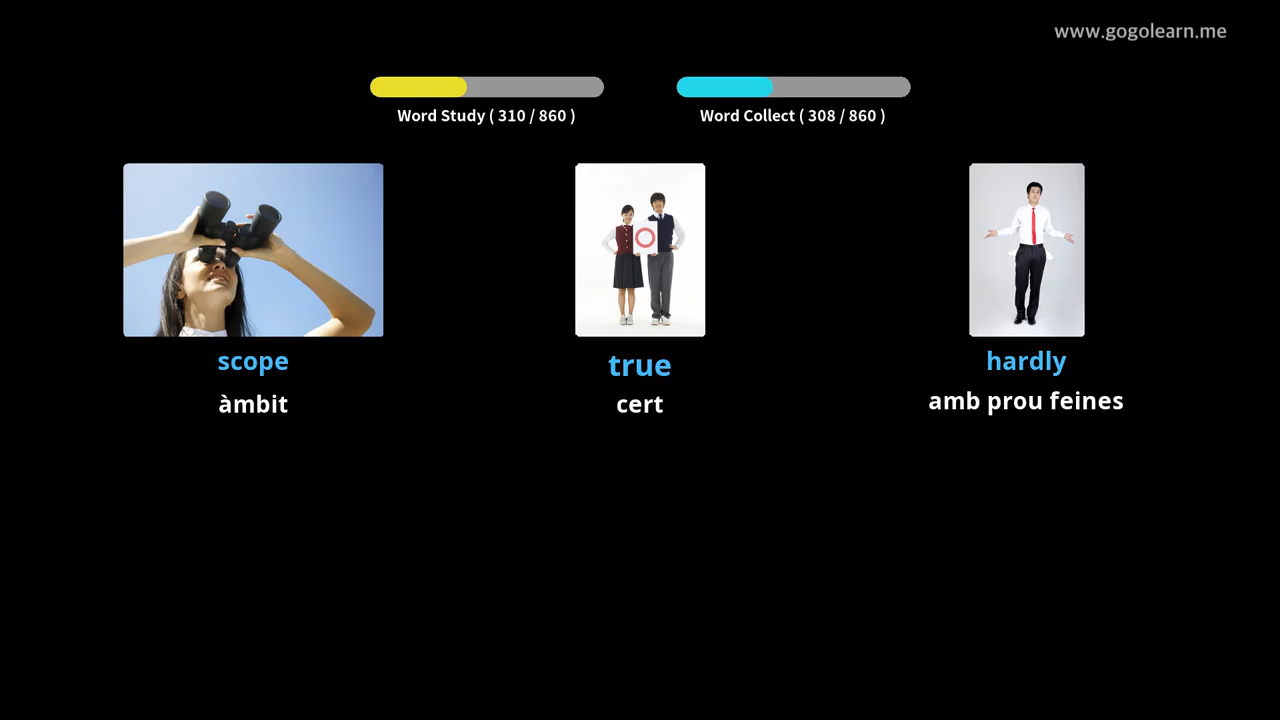 www.gogolearn.me
Word Study ( 310 / 860 )
Word Collect ( 308 / 860 )
scope
àmbit
true
cert
hardly
amb prou feines